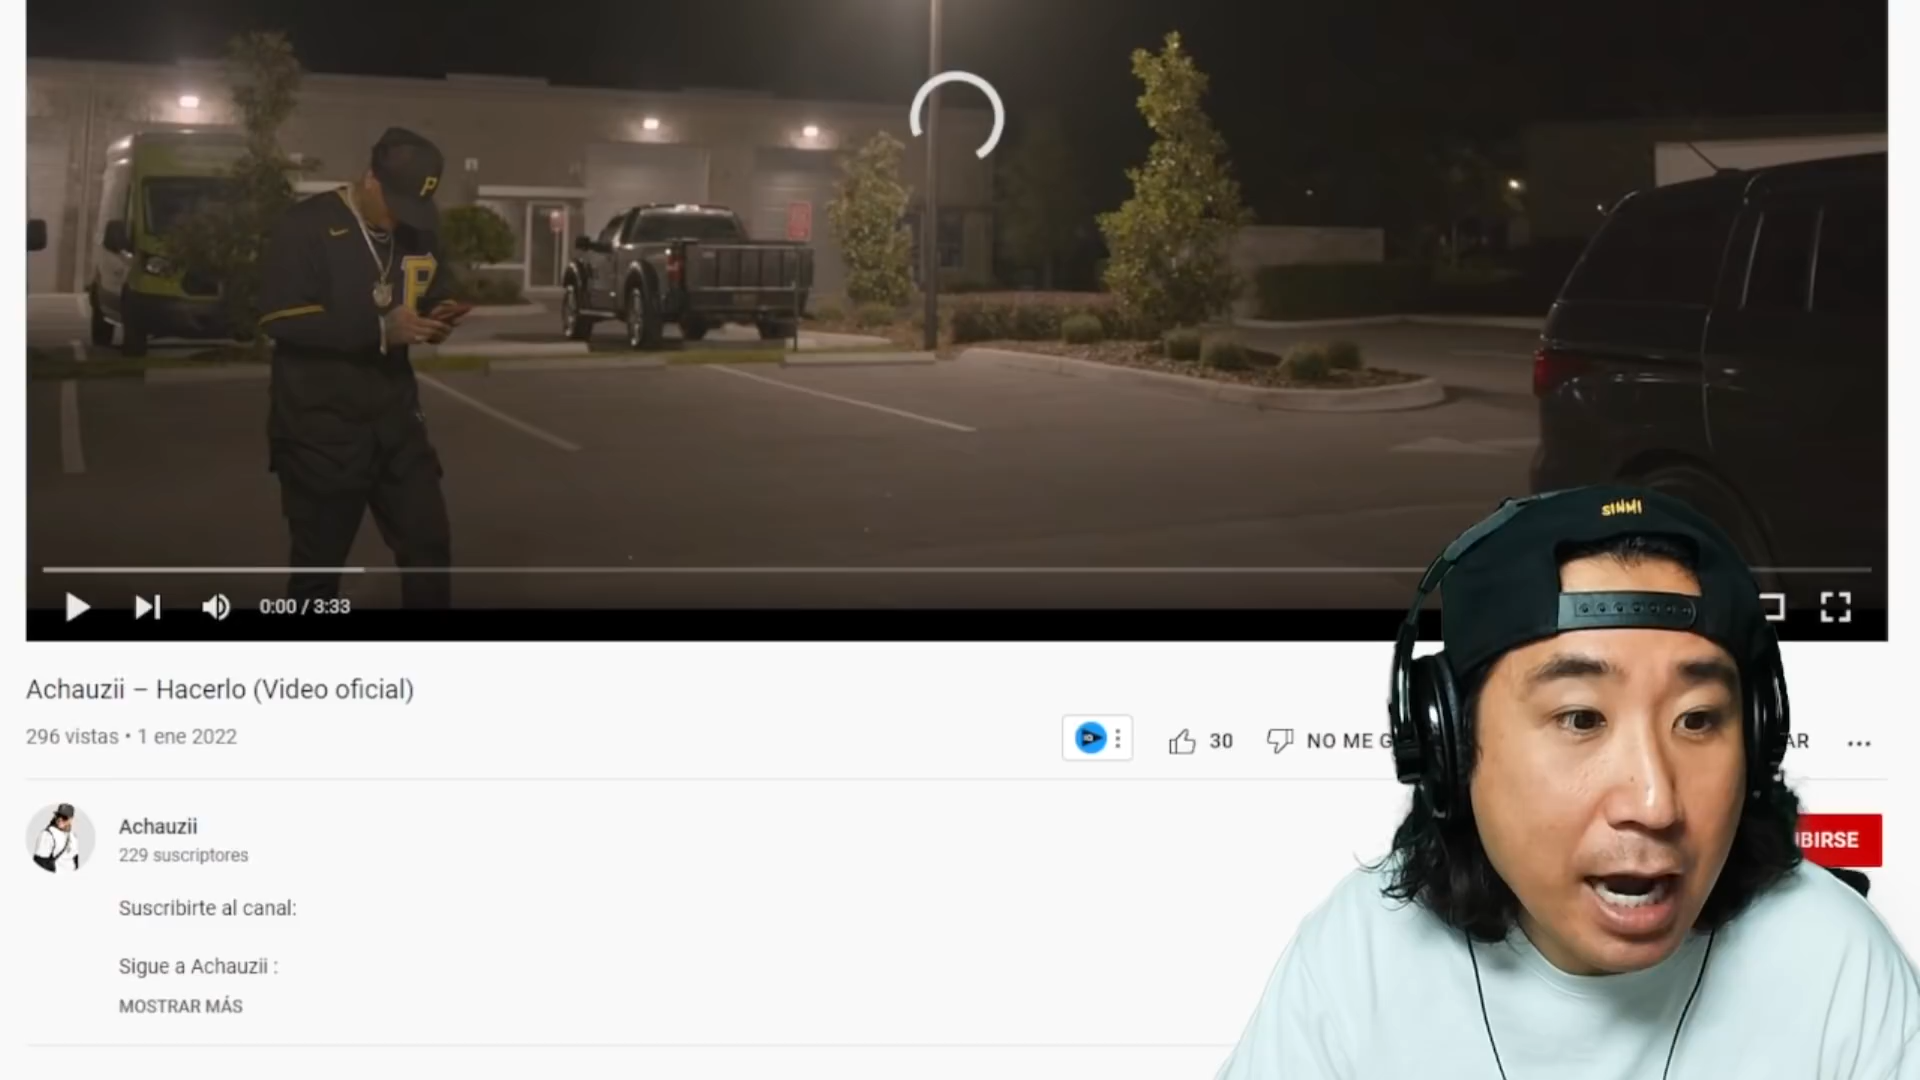 P
P
SINMI
0:00 / 3:33
Achauzii – Hacerlo (Video oficial)
296 vistas • 1 ene 2022
30
NO ME G
AR
Achauzii
229 suscriptores
IBIRSE
Suscribirte al canal:
Sigue a Achauzii :
MOSTRAR MÁS